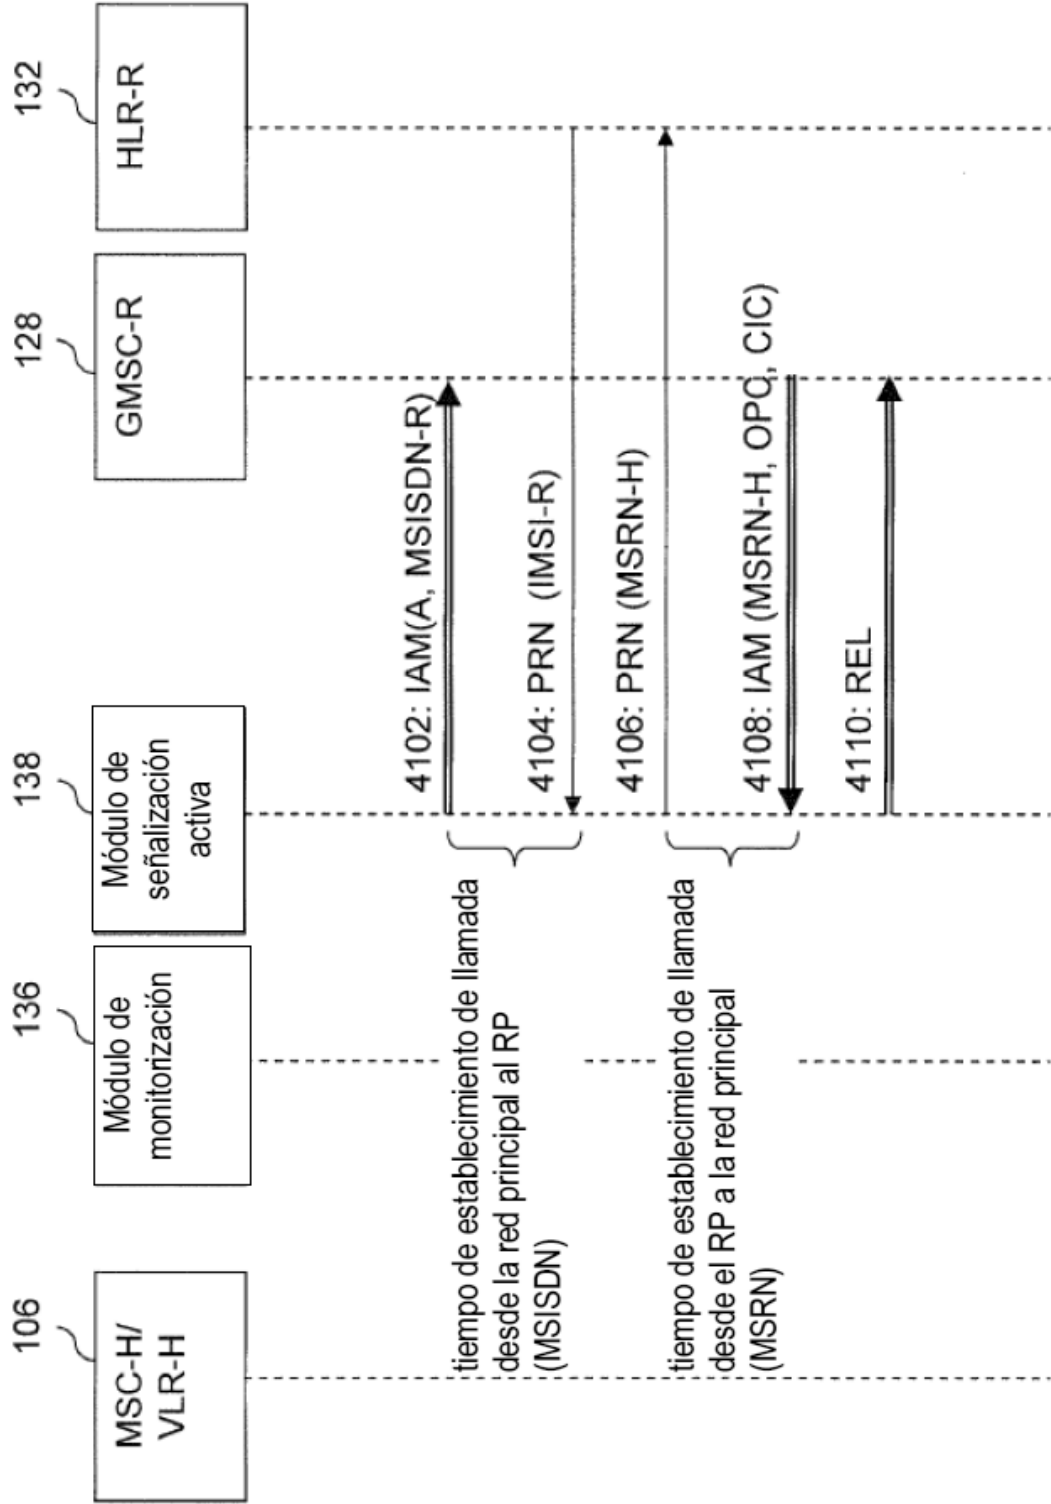 106
MSC-H/
VLR-H
136
Módulo de
monitorización
138
Módulo de
señalización
activa
128
GMSC-R
132
HLR-R
4102: IAM(A, MSISDN-R)
tiempo de establecimiento de llamada
desde la red principal al RP
(MSISDN)
4104: PRN (IMSI-R)
4106: PRN (MSRN-H)
tiempo de establecimiento de llamada
desde el RP a la red principal
(MSRN)
4108: IAM (MSRN-H, OPC, CIC)
4110: REL